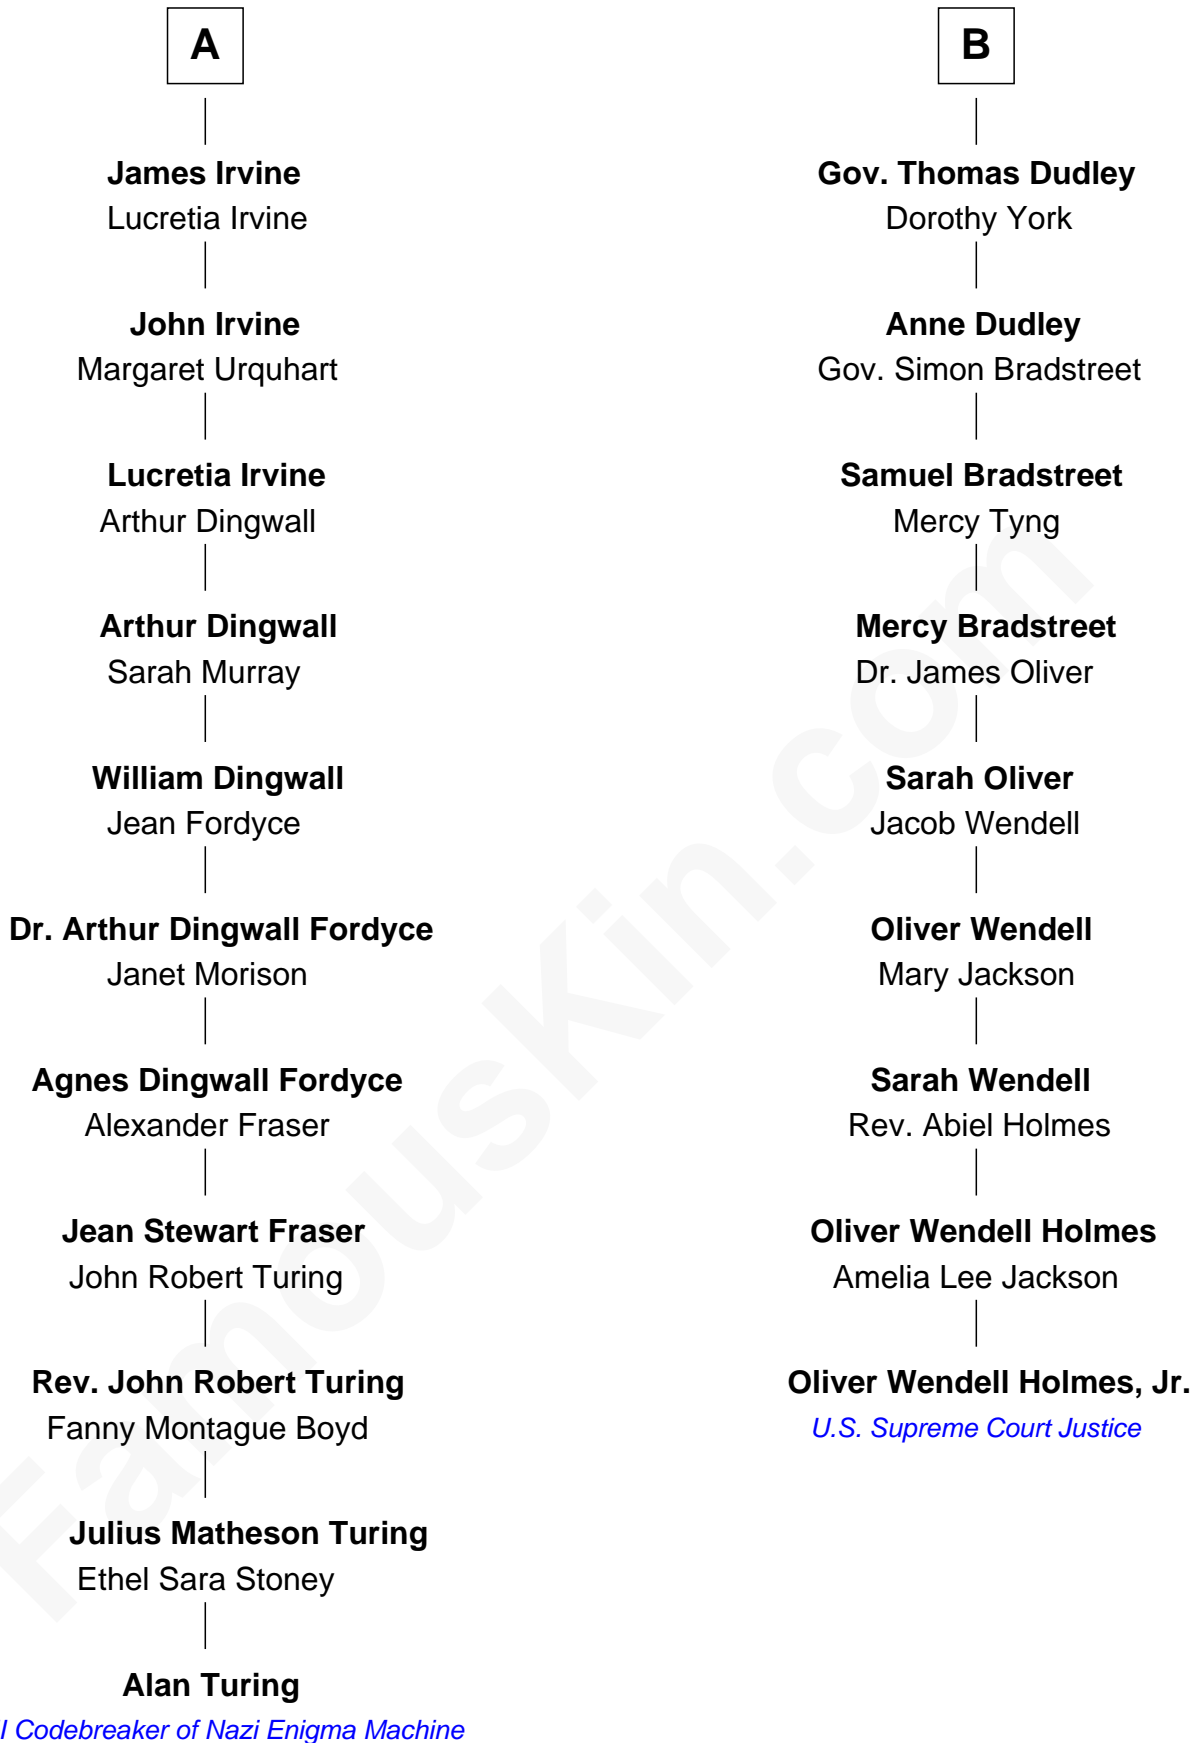 A
James Irvine
Lucretia Irvine
John Irvine
Margaret Urquhart
Lucretia Irvine
Arthur Dingwall
Arthur Dingwall
Sarah Murray
William Dingwall
Jean Fordyce
Dr. Arthur Dingwall Fordyce
Janet Morison
Agnes Dingwall Fordyce
Alexander Fraser
Jean Stewart Fraser
John Robert Turing
Rev. John Robert Turing
Fanny Montague Boyd
Julius Matheson Turing
Ethel Sara Stoney
Alan Turing
I Codebreaker of Nazi Enigma Machine
B
Gov. Thomas Dudley
Dorothy York
Anne Dudley
Gov. Simon Bradstreet
Samuel Bradstreet
Mercy Tyng
Mercy Bradstreet
Dr. James Oliver
Sarah Oliver
Jacob Wendell
Oliver Wendell
Mary Jackson
Sarah Wendell
Rev. Abiel Holmes
Oliver Wendell Holmes
Amelia Lee Jackson
Oliver Wendell Holmes, Jr.
U.S. Supreme Court Justice
FamousKin.com